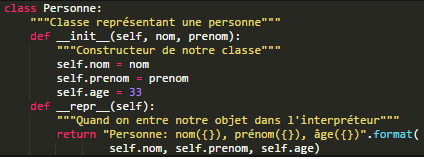 class Personne:
    """Classe représentant une personne"""
    def __init__(self, nom, prenom):
        """Constructeur de notre classe"""
        self.nom = nom
        self.prenom = prenom
        self.age = 33
    def __repr__(self):
        """Quand on entre notre objet dans l'interpréteur"""
        return "Personne: nom({}), prénom({}), âge({})".format(
                self.nom, self.prenom, self.age)